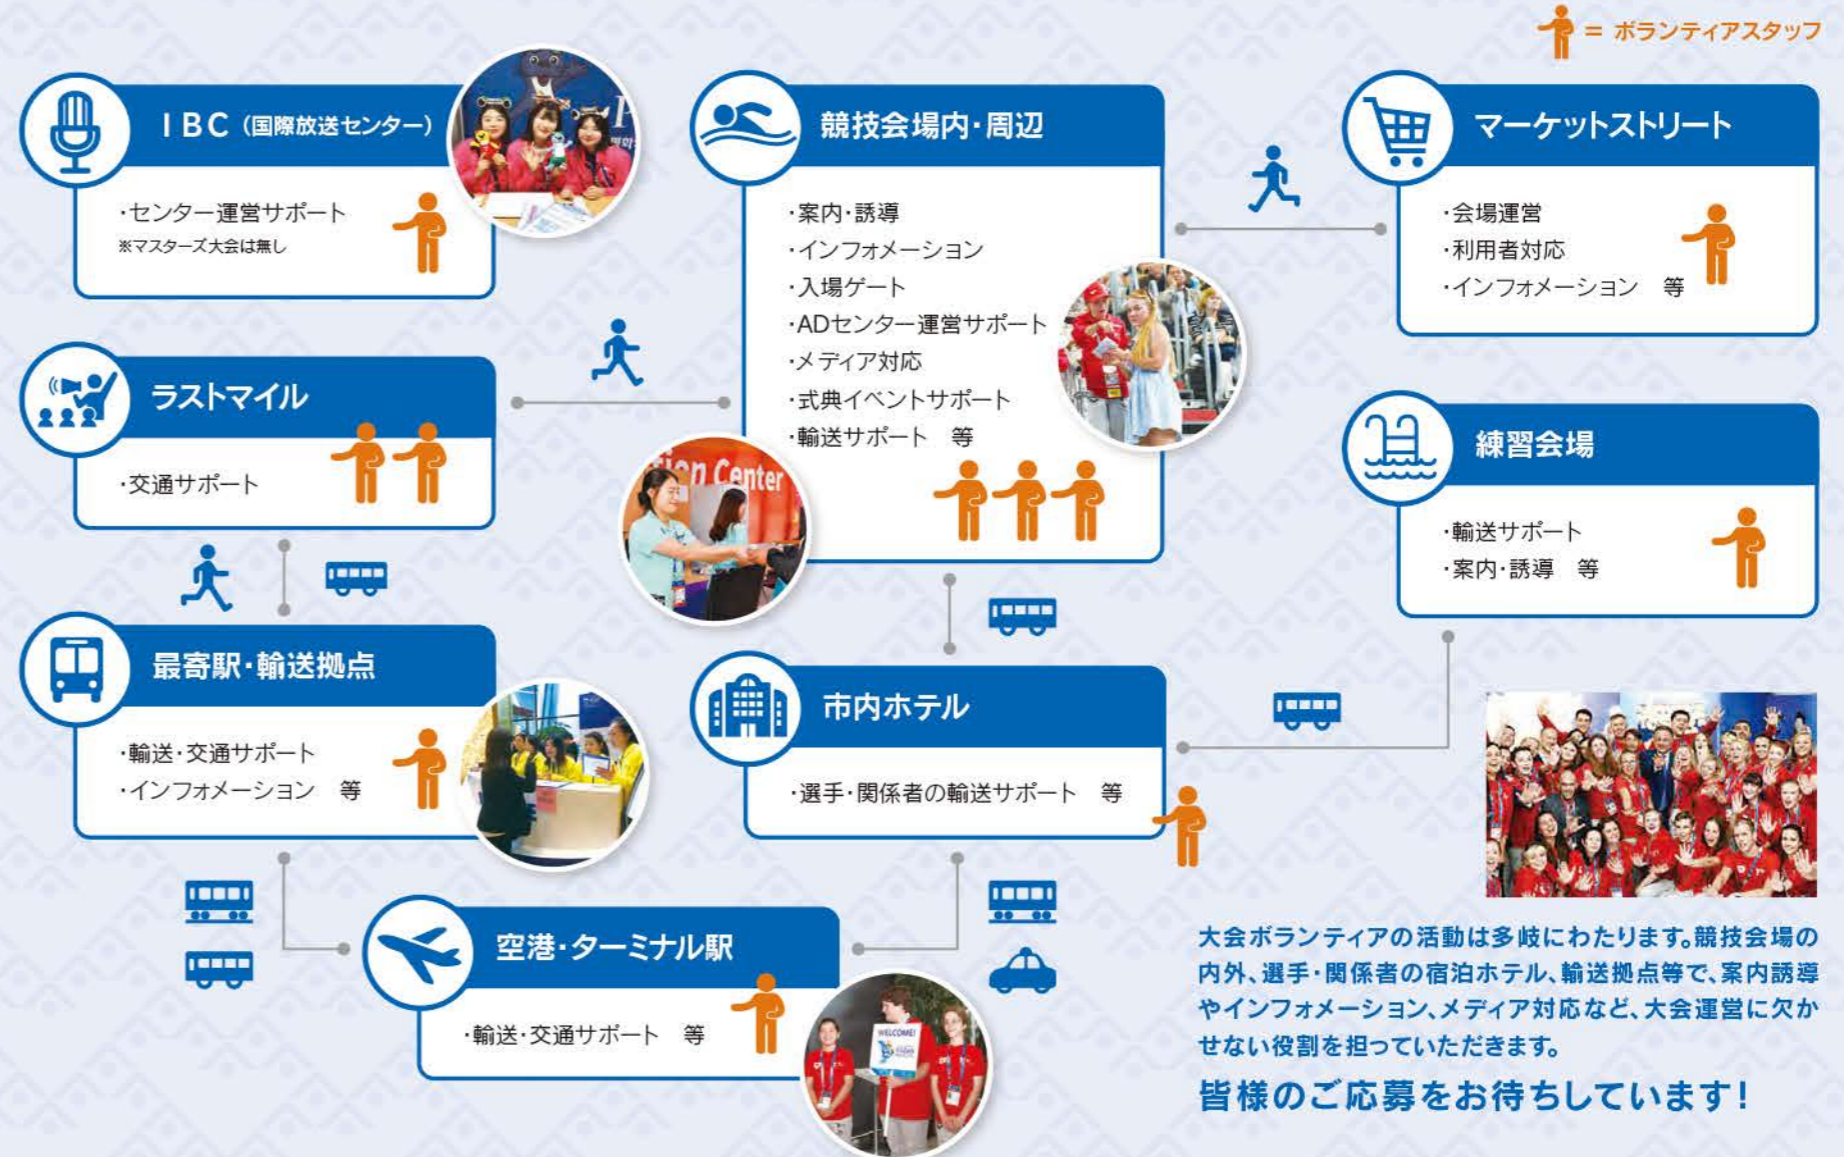 = ボランティアスタッフ
IBC（国際放送センター）
・センター運営サポート
※マスターズ大会は無し
競技会場内・周辺
・案内・誘導
・インフォメーション
・入場ゲート
・ADセンター運営サポート
・メディア対応
・式典イベントサポート
・輸送サポート　等
マーケットストリート
・会場運営
・利用者対応
・インフォメーション　等
ラストマイル
・交通サポート
tion Center
練習会場
・輸送サポート
・案内・誘導　等
最寄駅・輸送拠点
・輸送・交通サポート
・インフォメーション　等
市内ホテル
・選手・関係者の輸送サポート　等
空港・ターミナル駅
・輸送・交通サポート　等
WELCOME!
大会ボランティアの活動は多岐にわたります。競技会場の
内外、選手・関係者の宿泊ホテル、輸送拠点等で、案内誘導
やインフォメーション、メディア対応など、大会運営に欠か
せない役割を担っていただきます。
皆様のご応募をお待ちしています！